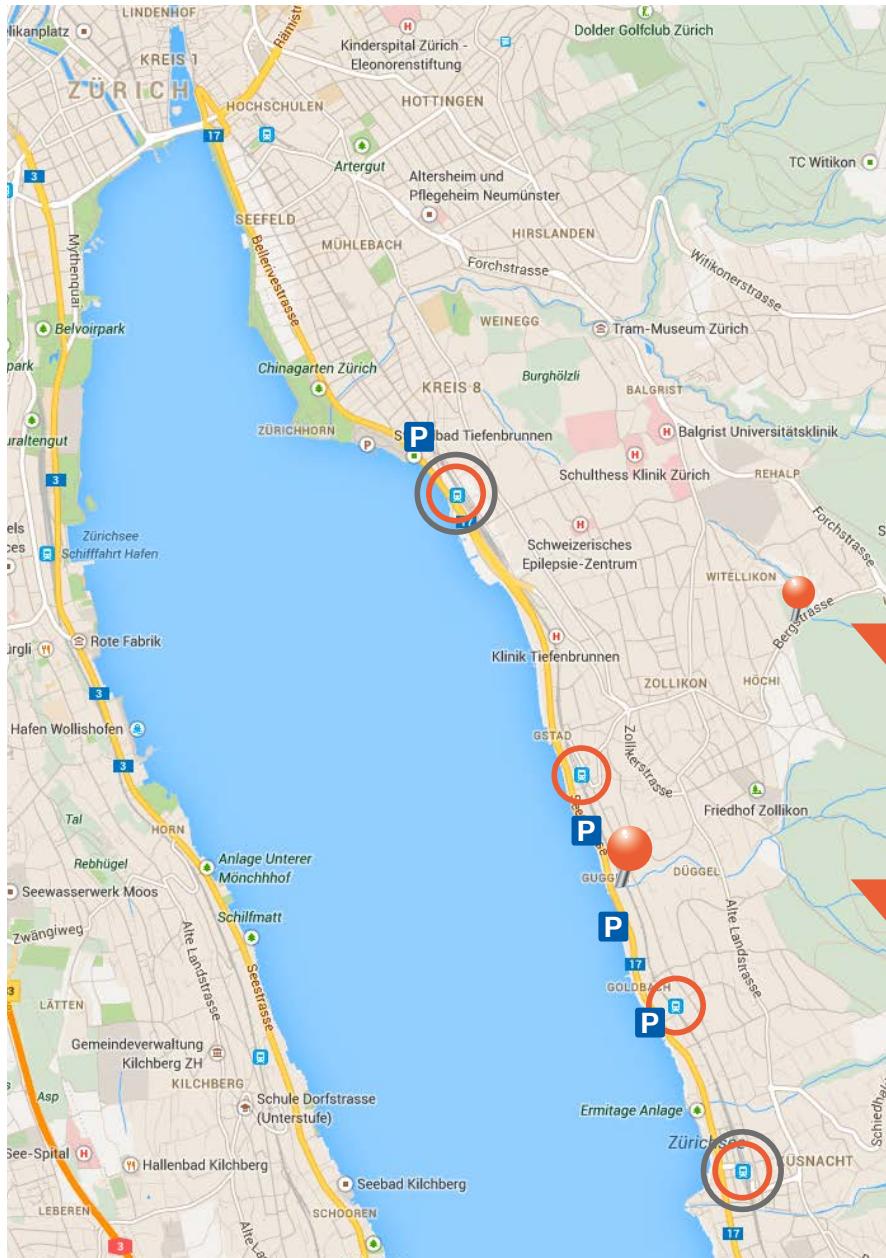 LINDENHOF
Dolder Golfclub Zürich
Rämistr
Kinderspital Zürich -
Eleonorenstiftung
KREIS 1
ZÜRICH
HOCHSCHULEN
HOTTINGEN
17
3
Artergut
TC Witikon
Altersheim und
Pflegeheim Neumünster
SEEFELD
Mythenquai
Bellerivestrasse
MÜHLEBACH
HIRSLANDEN
Forchstrasse
Witikonerstrasse
WEINEGG
Tram-Museum Zürich
Belvoirpark
Chinagarten Zürich
Burghölzli
KREIS 8
BALGRIST
ZÜRICHHORN
P
P
Tiefenbrunnen
Balgrist Universitätsklinik
Schulthess Klinik Zürich
REHALP
3
17
Forchstrasse
Zürichsee
Schifffahrt Hafen
Schweizerisches
Epilepsie-Zentrum
WITELLIKON
Bergstrasse
Rote Fabrik
Klinik Tiefenbrunnen
ZOLLIKON
HÖCHI
3
Hafen Wollishofen
GSTAD
Zollikerstrasse
3
Friedhof Zollikon
P
Tal
HORN
Rebhügel
Anlage Unterer
Mönchhof
DÜGGEL
Seewasserwerk Moos
Schilfmatt
Zwängiweg
Alte Landstrasse
Seestrasse
P
Alte Landstrasse
17
3
LÄTTEN
GOLDBACH
P
Gemeindeverwaltung
Kilchberg ZH
KILCHBERG
Asp
Schule Dorfstrasse
(Unterstufe)
Ermitage Anlage
Zürichsee
See-Spital
Hallenbad Kilchberg
Seebad Kilchberg
LEBEREN
SCHOOREN
3
17